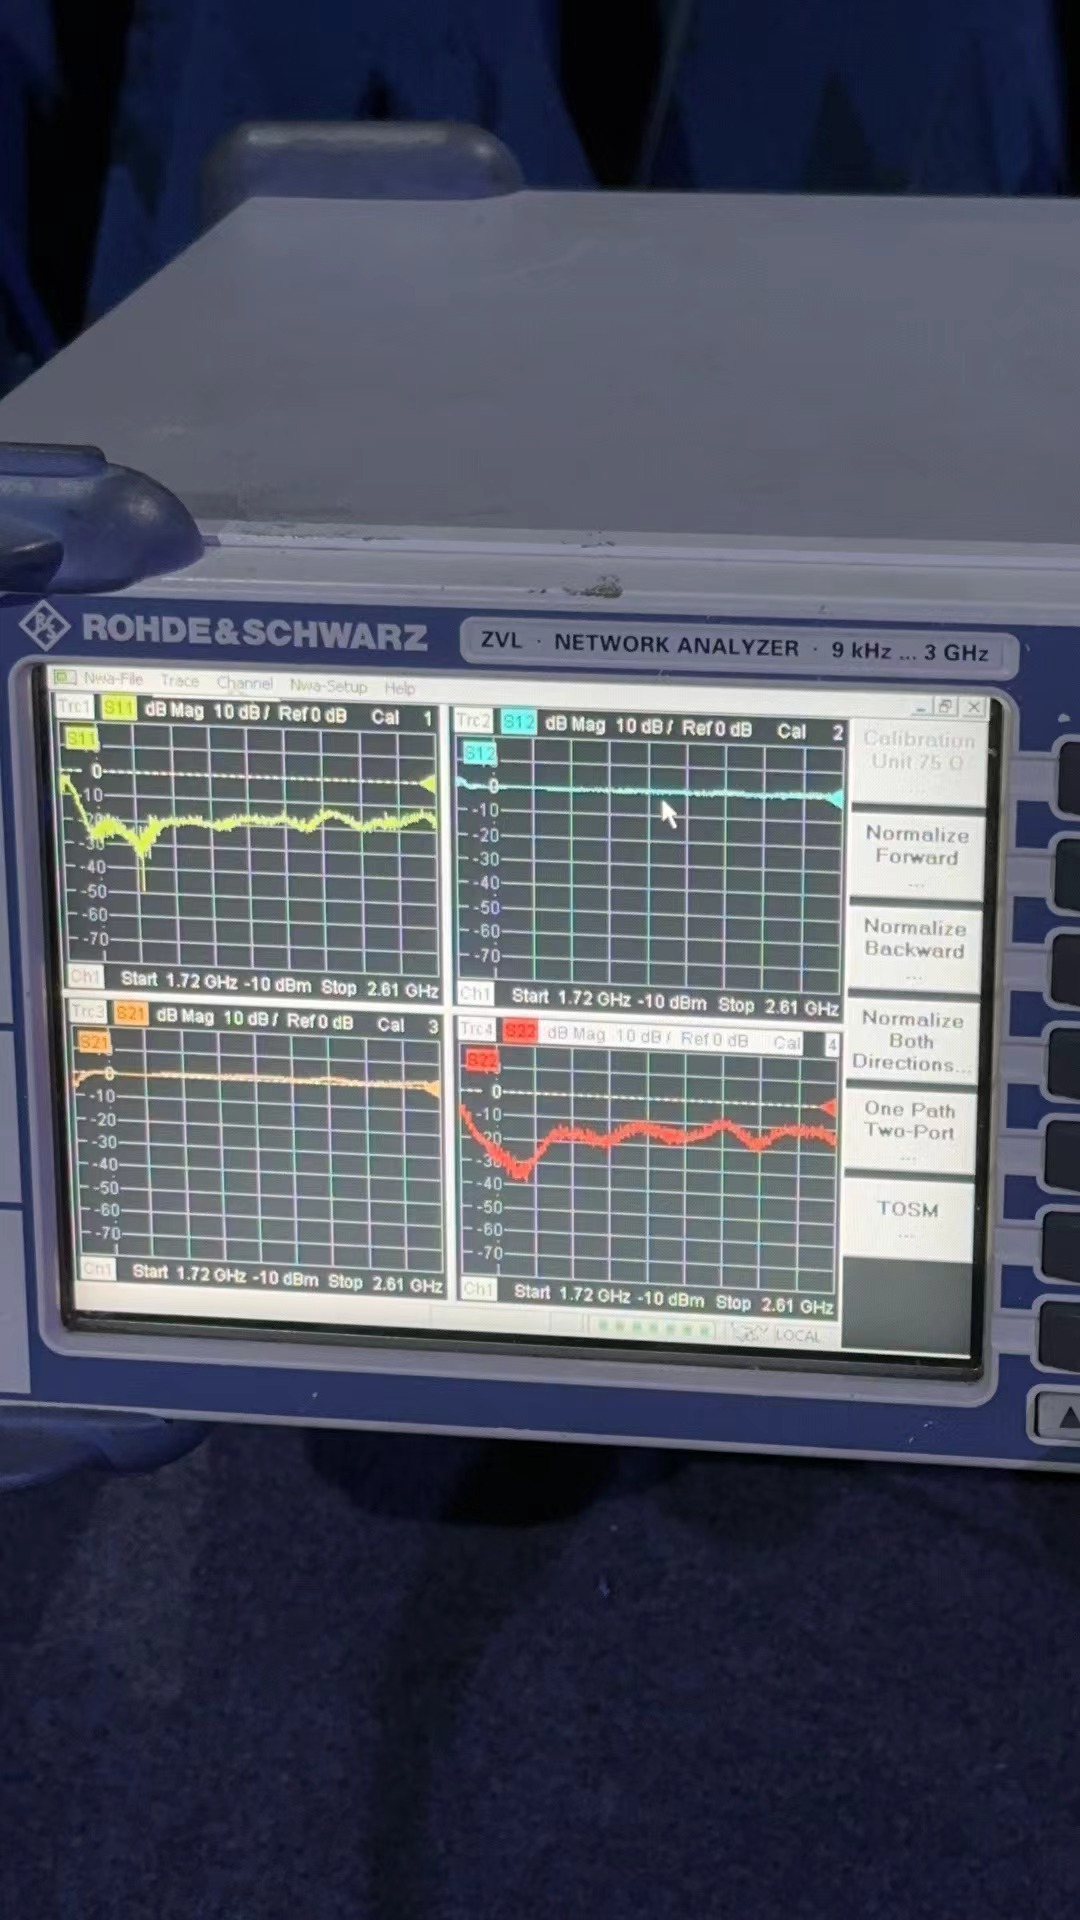 ROHDE&SCHWARZ
ZVL · NETWORK ANALYZER · 9 kHz ... 3 GHz
Nwa-File Trace Channel Nwa-Setup Help
Trc1 S11 dB Mag 10 dB / Ref 0 dB Cal 1
S11
0
-10
-20
-30
-40
-50
-60
-70
Ch1 Start 1.72 GHz -10 dBm Stop 2.61 GHz
Trc2 S12 dB Mag 10 dB / Ref 0 dB Cal 2
S12
0
-10
-20
-30
-40
-50
-60
-70
Ch1 Start 1.72 GHz -10 dBm Stop 2.61 GHz
Trc3 S21 dB Mag 10 dB / Ref 0 dB Cal 3
S21
0
-10
-20
-30
-40
-50
-60
-70
Ch1 Start 1.72 GHz -10 dBm Stop 2.61 GHz
Trc4 S22 dB Mag 10 dB / Ref 0 dB Cal 4
S22
0
-10
-20
-30
-40
-50
-60
-70
Ch1 Start 1.72 GHz -10 dBm Stop 2.61 GHz
LOCAL
Calibration
Unit 75 Ω
...
Normalize
Forward
...
Normalize
Backward
...
Normalize
Both
Directions...
One Path
Two-Port
...
TOSM
...